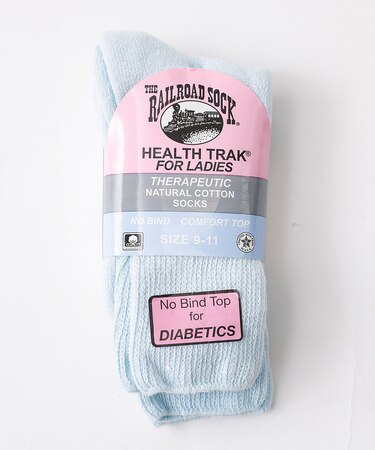 THE
RAILROAD SOCK®
HEALTH TRAK®
FOR LADIES
THERAPEUTIC
NATURAL COTTON
SOCKS
NO BIND COMFORT TOP
SIZE 9-11
No Bind Top
for
DIABETICS